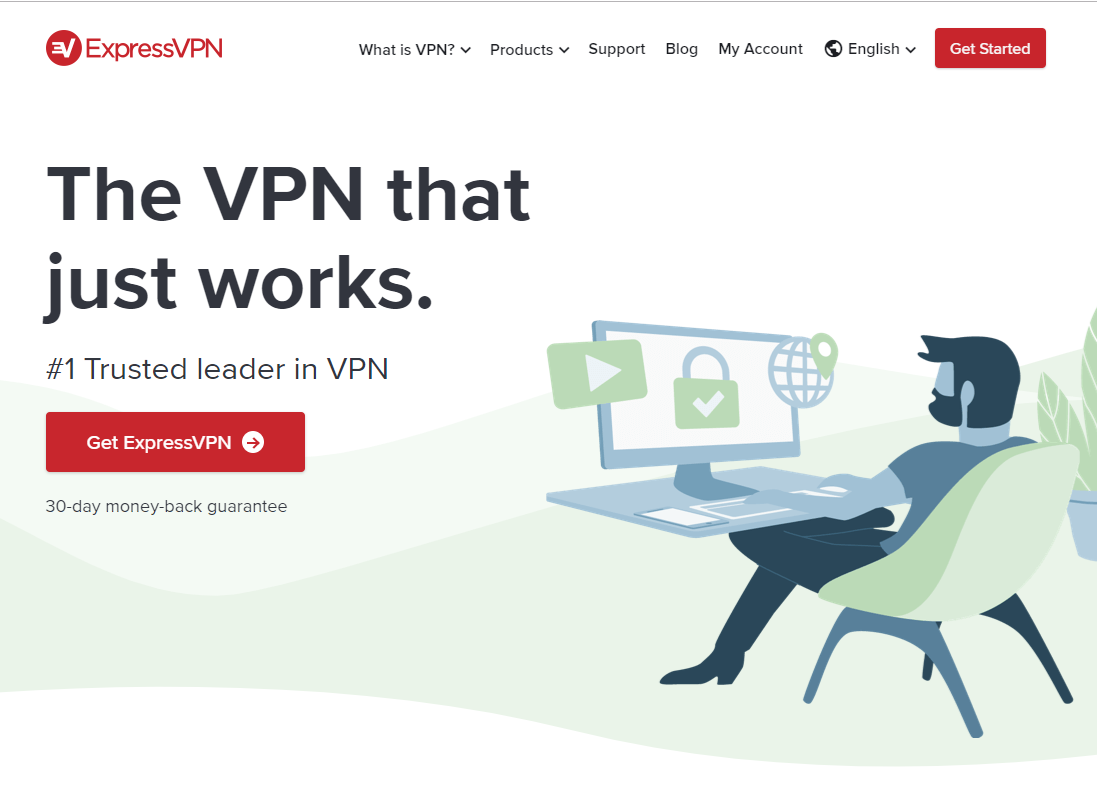 ExpressVPN
What is VPN? Products Support Blog My Account English Get Started
The VPN that
just works.
#1 Trusted leader in VPN
Get ExpressVPN
30-day money-back guarantee